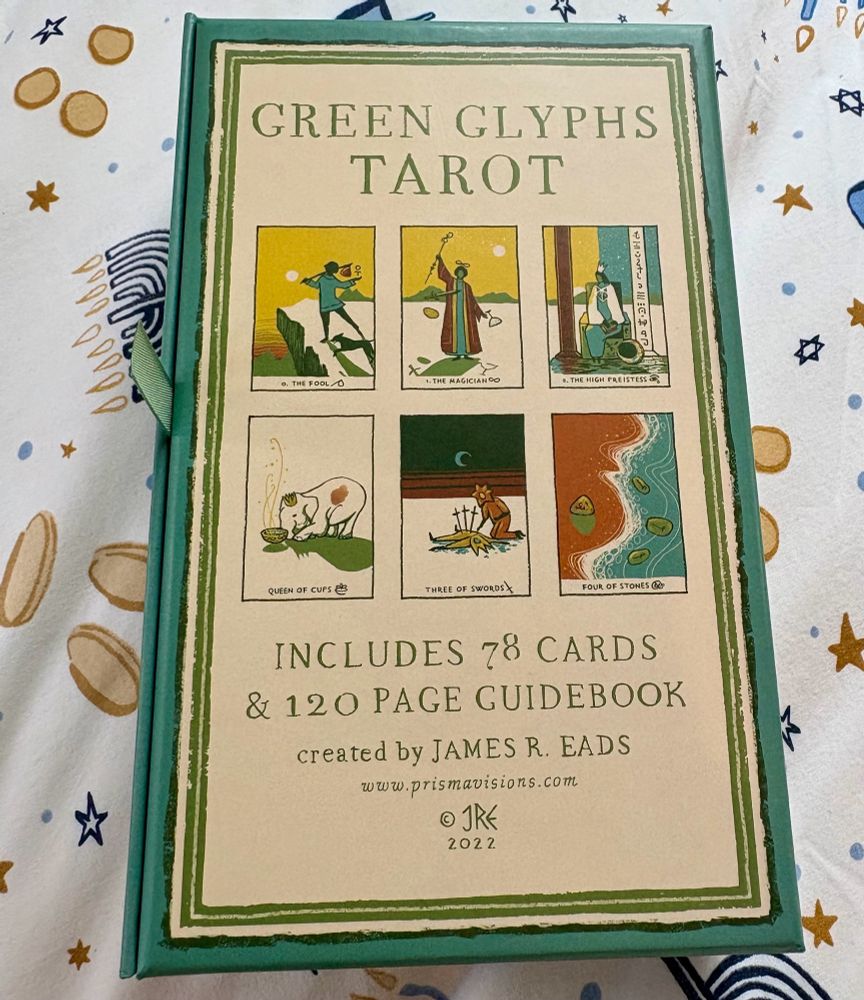 GREEN GLYPHS
TAROT
0. THE FOOL
1. THE MAGICIAN
2. THE HIGH PREISTESS
QUEEN OF CUPS
THREE OF SWORDS
FOUR OF STONES
INCLUDES 78 CARDS
& 120 PAGE GUIDEBOOK
created by JAMES R. EADS
www.prismavisions.com
© JRE
2022